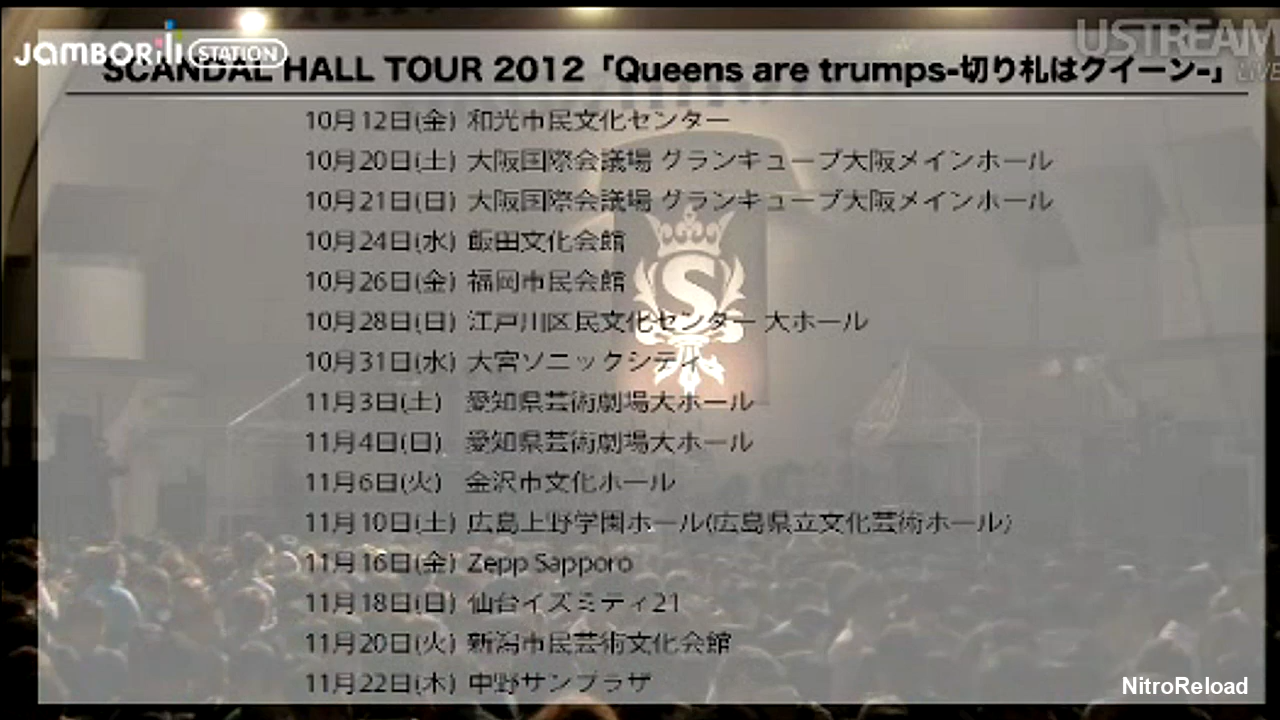 JAMBORiii STATION
USTREAM
LIVE
SCANDAL HALL TOUR 2012「Queens are trumps-切り札はクイーン-」
10月12日(金) 和光市民文化センター
10月20日(土) 大阪国際会議場 グランキューブ大阪メインホール
10月21日(日) 大阪国際会議場 グランキューブ大阪メインホール
10月24日(水) 飯田文化会館
10月26日(金) 福岡市民会館
10月28日(日) 江戸川区民文化センター 大ホール
10月31日(水) 大宮ソニックシティ
11月3日(土) 愛知県芸術劇場大ホール
11月4日(日) 愛知県芸術劇場大ホール
11月6日(火) 金沢市文化ホール
11月10日(土) 広島上野学園ホール(広島県立文化芸術ホール)
11月16日(金) Zepp Sapporo
11月18日(日) 仙台イズミティ21
11月20日(火) 新潟市民芸術文化会館
11月22日(木) 中野サンプラザ
S
NitroReload